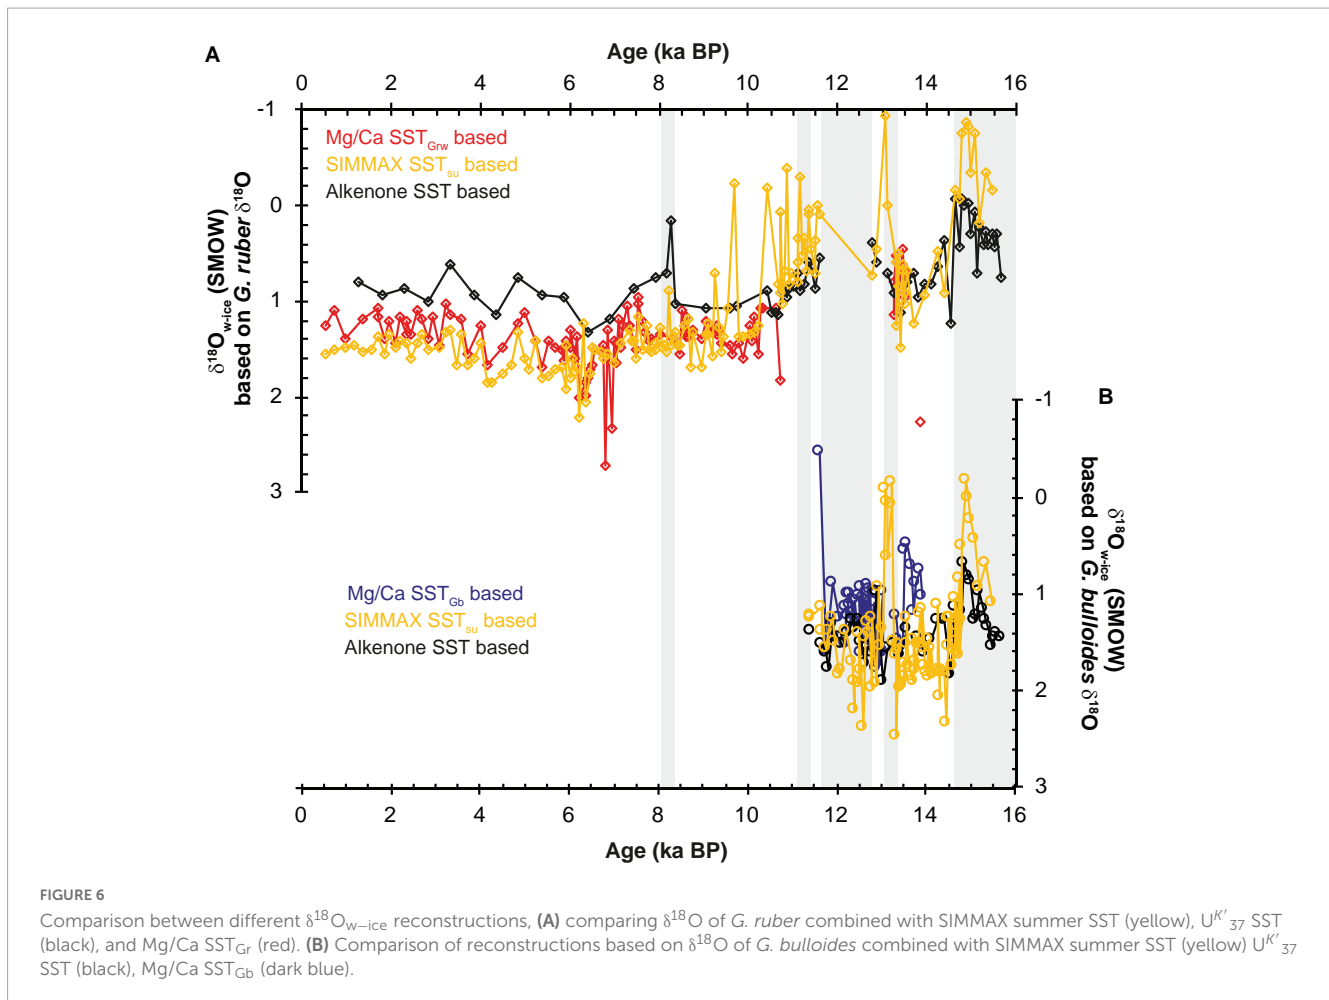 A
Age (ka BP)
0 2 4 6 8 10 12 14 16
-1
0
1
2
3
δ18Ow-ice (SMOW)
based on G. ruber δ18O
Mg/Ca SSTGrw based
SIMMAX SSTsu based
Alkenone SST based
B
-1
0
1
2
3
δ18Ow-ice (SMOW)
based on G. bulloides δ18O
Mg/Ca SSTGb based
SIMMAX SSTsu based
Alkenone SST based
0 2 4 6 8 10 12 14 16
Age (ka BP)
FIGURE 6
Comparison between different δ18Ow−ice reconstructions, (A) comparing δ18O of G. ruber combined with SIMMAX summer SST (yellow), UK′37 SST
(black), and Mg/Ca SSTGr (red). (B) Comparison of reconstructions based on δ18O of G. bulloides combined with SIMMAX summer SST (yellow) UK′37
SST (black), Mg/Ca SSTGb (dark blue).